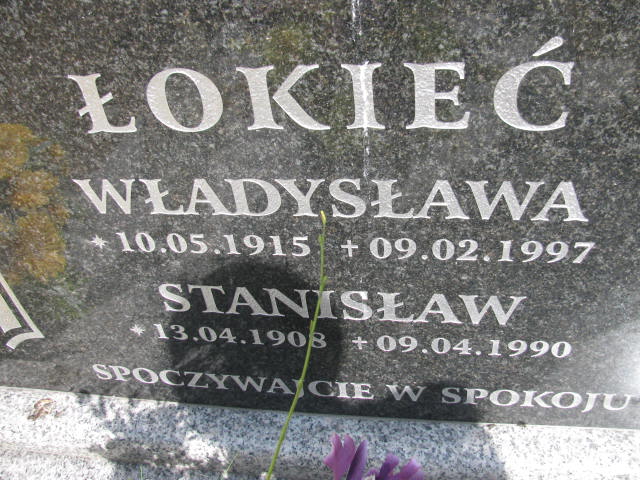 ŁOKIEĆ
WŁADYSŁAWA
* 10.05.1915 + 09.02.1997
STANISŁAW
* 13.04.1908 + 09.04.1990
SPOCZYWAJCIE W SPOKOJU